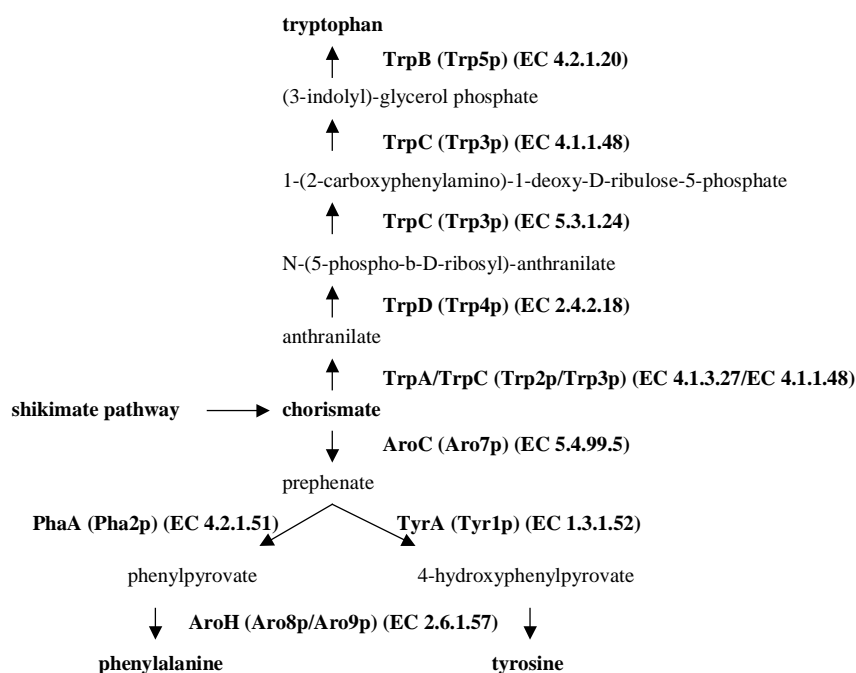 tryptophan
TrpB (Trp5p) (EC 4.2.1.20)
(3-indolyl)-glycerol phosphate
TrpC (Trp3p) (EC 4.1.1.48)
1-(2-carboxyphenylamino)-1-deoxy-D-ribulose-5-phosphate
TrpC (Trp3p) (EC 5.3.1.24)
N-(5-phospho-b-D-ribosyl)-anthranilate
TrpD (Trp4p) (EC 2.4.2.18)
anthranilate
TrpA/TrpC (Trp2p/Trp3p) (EC 4.1.3.27/EC 4.1.1.48)
shikimate pathway chorismate
AroC (Aro7p) (EC 5.4.99.5)
prephenate
PhaA (Pha2p) (EC 4.2.1.51) TyrA (Tyr1p) (EC 1.3.1.52)
phenylpyrovate 4-hydroxyphenylpyrovate
AroH (Aro8p/Aro9p) (EC 2.6.1.57)
phenylalanine tyrosine